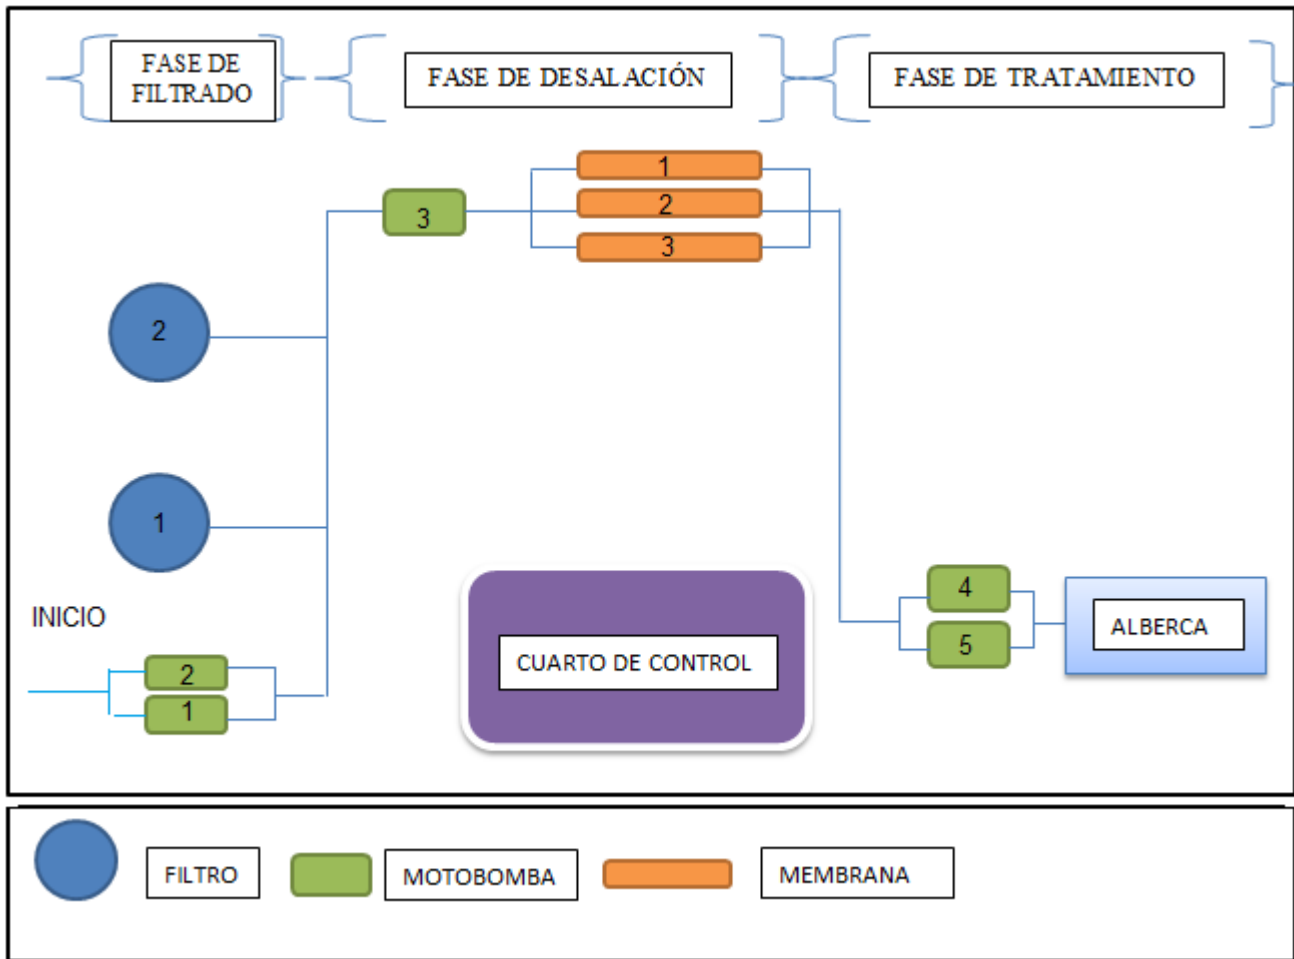 FASE DE
FILTRADO
FASE DE DESALACIÓN
FASE DE TRATAMIENTO
1
2
3
3
2
1
INICIO
2
1
CUARTO DE CONTROL
4
5
ALBERCA
FILTRO
MOTOBOMBA
MEMBRANA